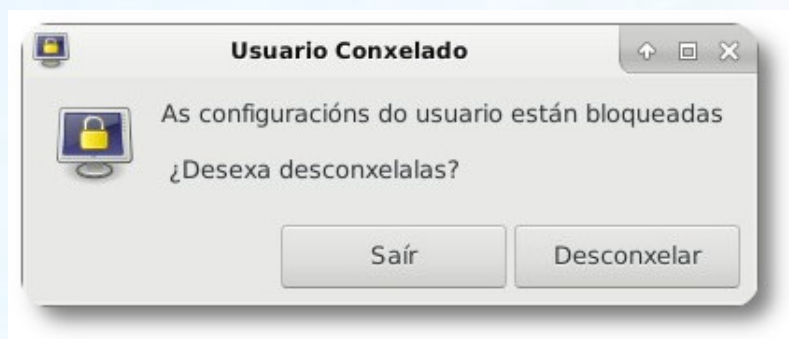 Usuario Conxelado
As configuracións do usuario están bloqueadas
¿Desexa desconxelalas?
Saír
Desconxelar